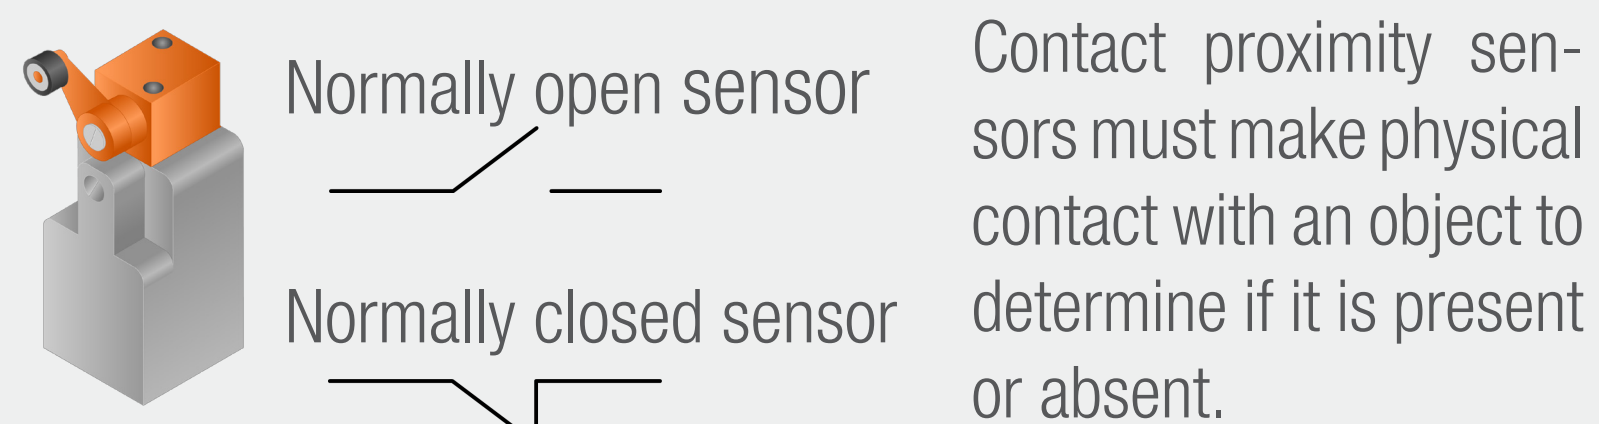 Normally open sensor
Normally closed sensor
Contact proximity sen-
sors must make physical
contact with an object to
determine if it is present
or absent.